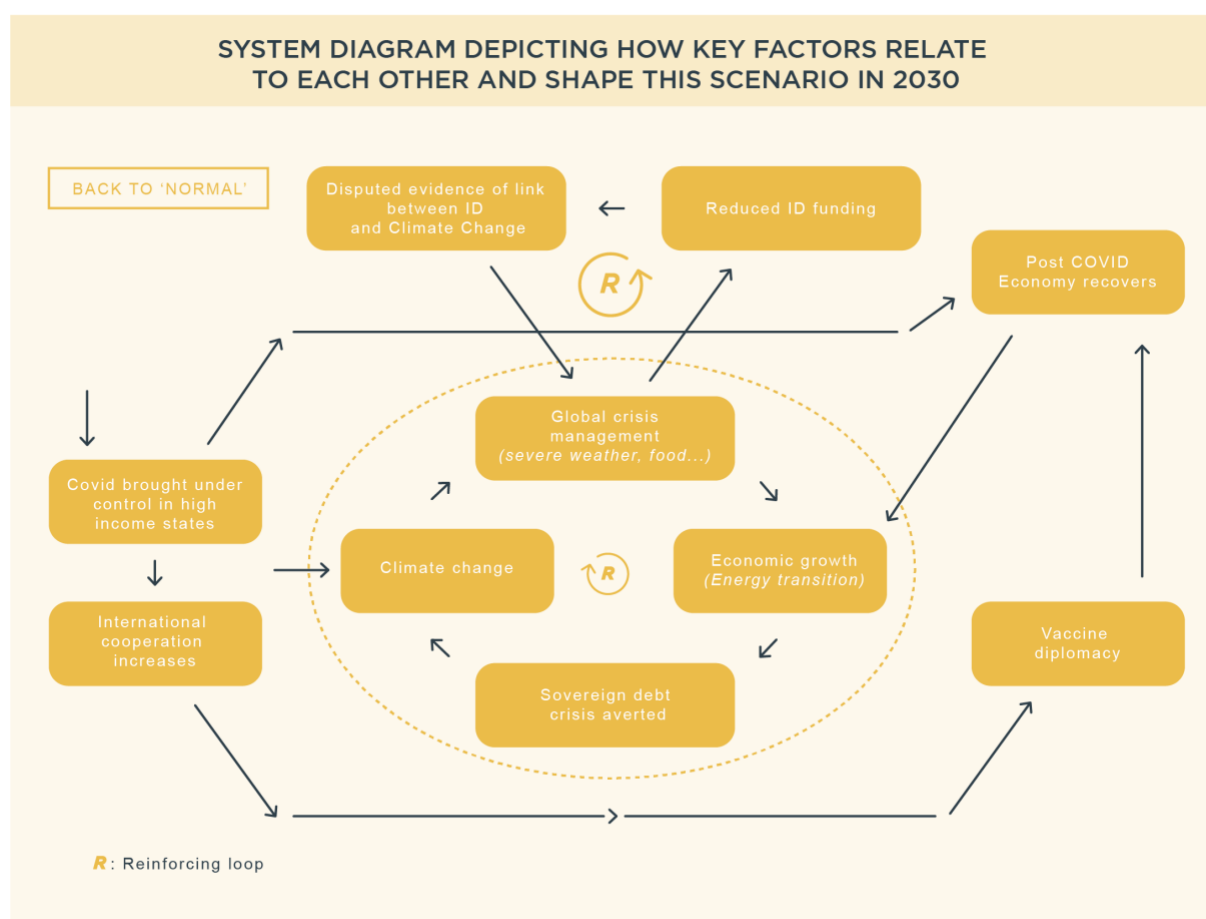 SYSTEM DIAGRAM DEPICTING HOW KEY FACTORS RELATE
TO EACH OTHER AND SHAPE THIS SCENARIO IN 2030
BACK TO ‘NORMAL’
Disputed evidence of link
between ID
and Climate Change
Reduced ID funding
Post COVID
Economy recovers
R
Global crisis
management
(severe weather, food...)
Covid brought under
control in high
income states
Climate change
R
Economic growth
(Energy transition)
International
cooperation
increases
Vaccine
diplomacy
Sovereign debt
crisis averted
R: Reinforcing loop